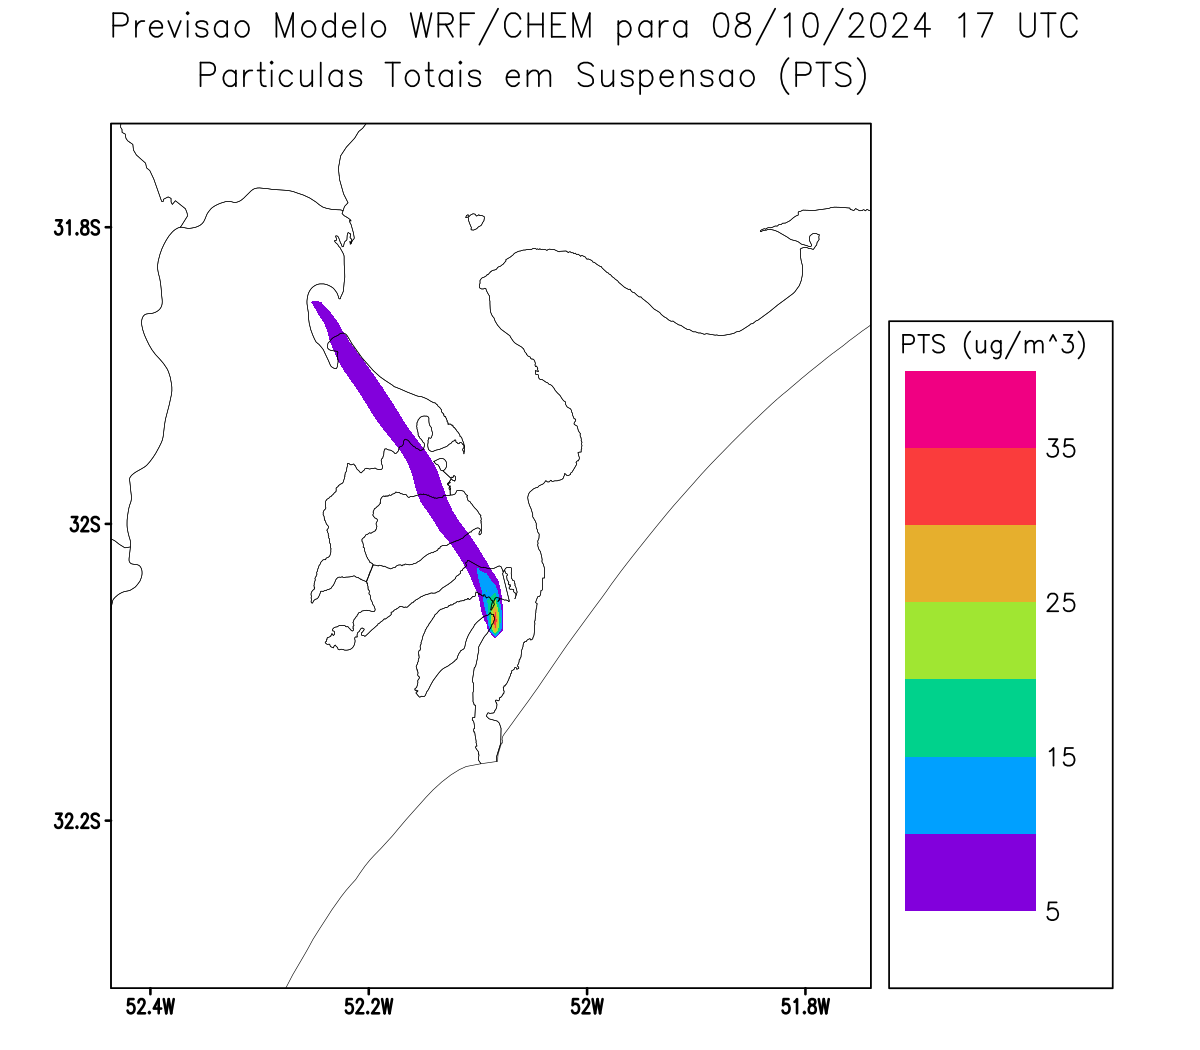 Previsao Modelo WRF/CHEM para 08/10/2024 17 UTC
Particulas Totais em Suspensao (PTS)
31.8S
32S
32.2S
52.4W
52.2W
52W
51.8W
PTS (ug/m^3)
35
25
15
5